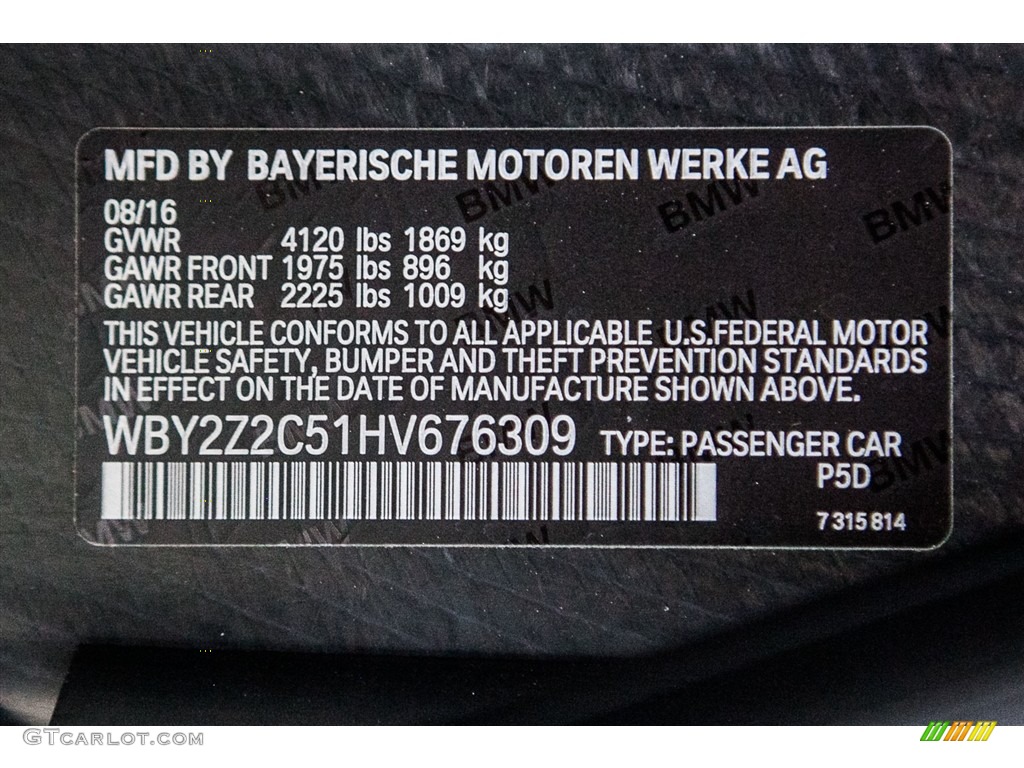 MFD BY BAYERISCHE MOTOREN WERKE AG
08/16
GVWR 4120 lbs 1869 kg
GAWR FRONT 1975 lbs 896 kg
GAWR REAR 2225 lbs 1009 kg
THIS VEHICLE CONFORMS TO ALL APPLICABLE U.S.FEDERAL MOTOR
VEHICLE SAFETY, BUMPER AND THEFT PREVENTION STANDARDS
IN EFFECT ON THE DATE OF MANUFACTURE SHOWN ABOVE.
WBY2Z2C51HV676309 TYPE: PASSENGER CAR
P5D
7 315 814
GTCARLOT.COM